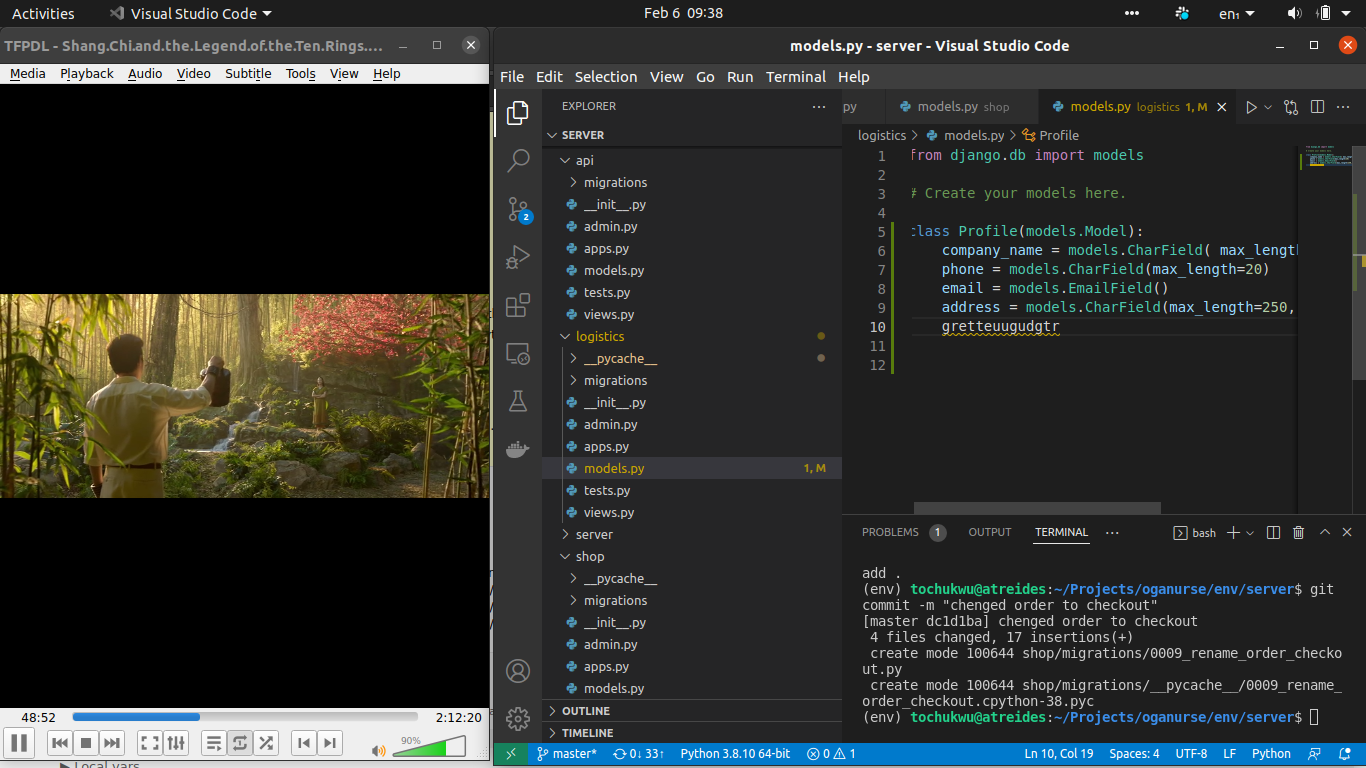 Activities
Visual Studio Code
Feb 6 09:38
en₁
TFPDL - Shang.Chi.and.the.Legend.of.the.Ten.Rings....
Media Playback Audio Video Subtitle Tools View Help
48:52
2:12:20
90%
Local vars
models.py - server - Visual Studio Code
File Edit Selection View Go Run Terminal Help
EXPLORER
SERVER
api
migrations
__init__.py
admin.py
apps.py
models.py
tests.py
views.py
logistics
__pycache__
migrations
__init__.py
admin.py
apps.py
models.py 1, M
tests.py
views.py
server
shop
__pycache__
migrations
__init__.py
admin.py
apps.py
models.py
OUTLINE
TIMELINE
2
py
models.py shop
models.py logistics 1, M
logistics > models.py > Profile
1 from django.db import models
2
3 # Create your models here.
4
5 class Profile(models.Model):
6 company_name = models.CharField( max_length
7 phone = models.CharField(max_length=20)
8 email = models.EmailField()
9 address = models.CharField(max_length=250,
10 gretteuugudgtr
11
12
PROBLEMS 1 OUTPUT TERMINAL ... bash
add .
(env) tochukwu@atreides:~/Projects/oganurse/env/server$ git
commit -m "chenged order to checkout"
[master dc1d1ba] chenged order to checkout
4 files changed, 17 insertions(+)
create mode 100644 shop/migrations/0009_rename_order_checko
ut.py
create mode 100644 shop/migrations/__pycache__/0009_rename_
order_checkout.cpython-38.pyc
(env) tochukwu@atreides:~/Projects/oganurse/env/server$
master* 0↓ 33↑ Python 3.8.10 64-bit 0 1 Ln 10, Col 19 Spaces: 4 UTF-8 LF Python